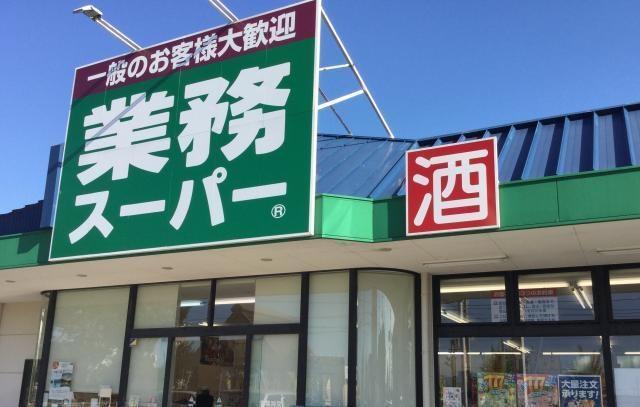 一般のお客様大歓迎
業務
スーパー®
酒
大量注文
承ります!